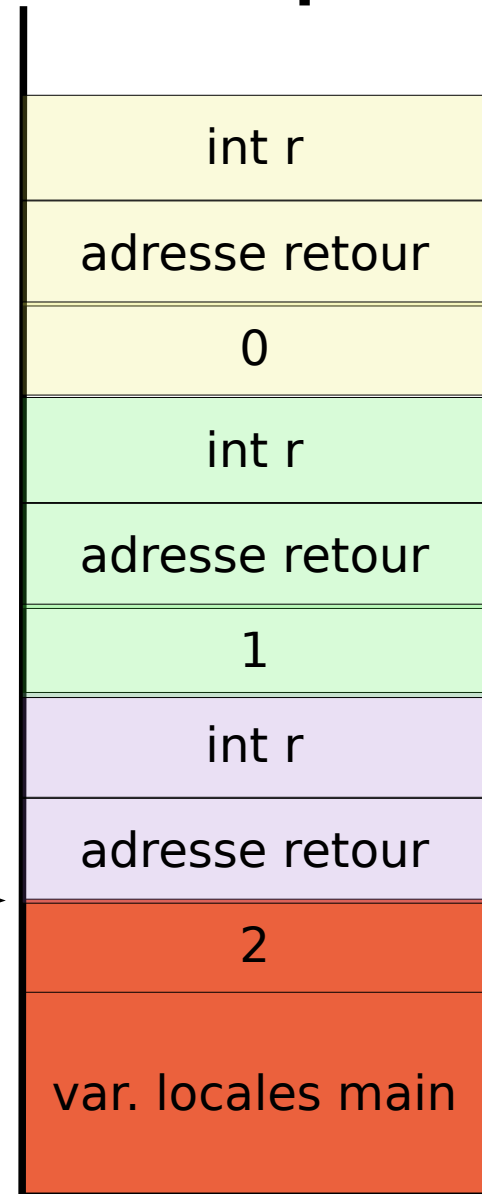 int r
adresse retour
0
int r
adresse retour
1
int r
adresse retour
2
var. locales main